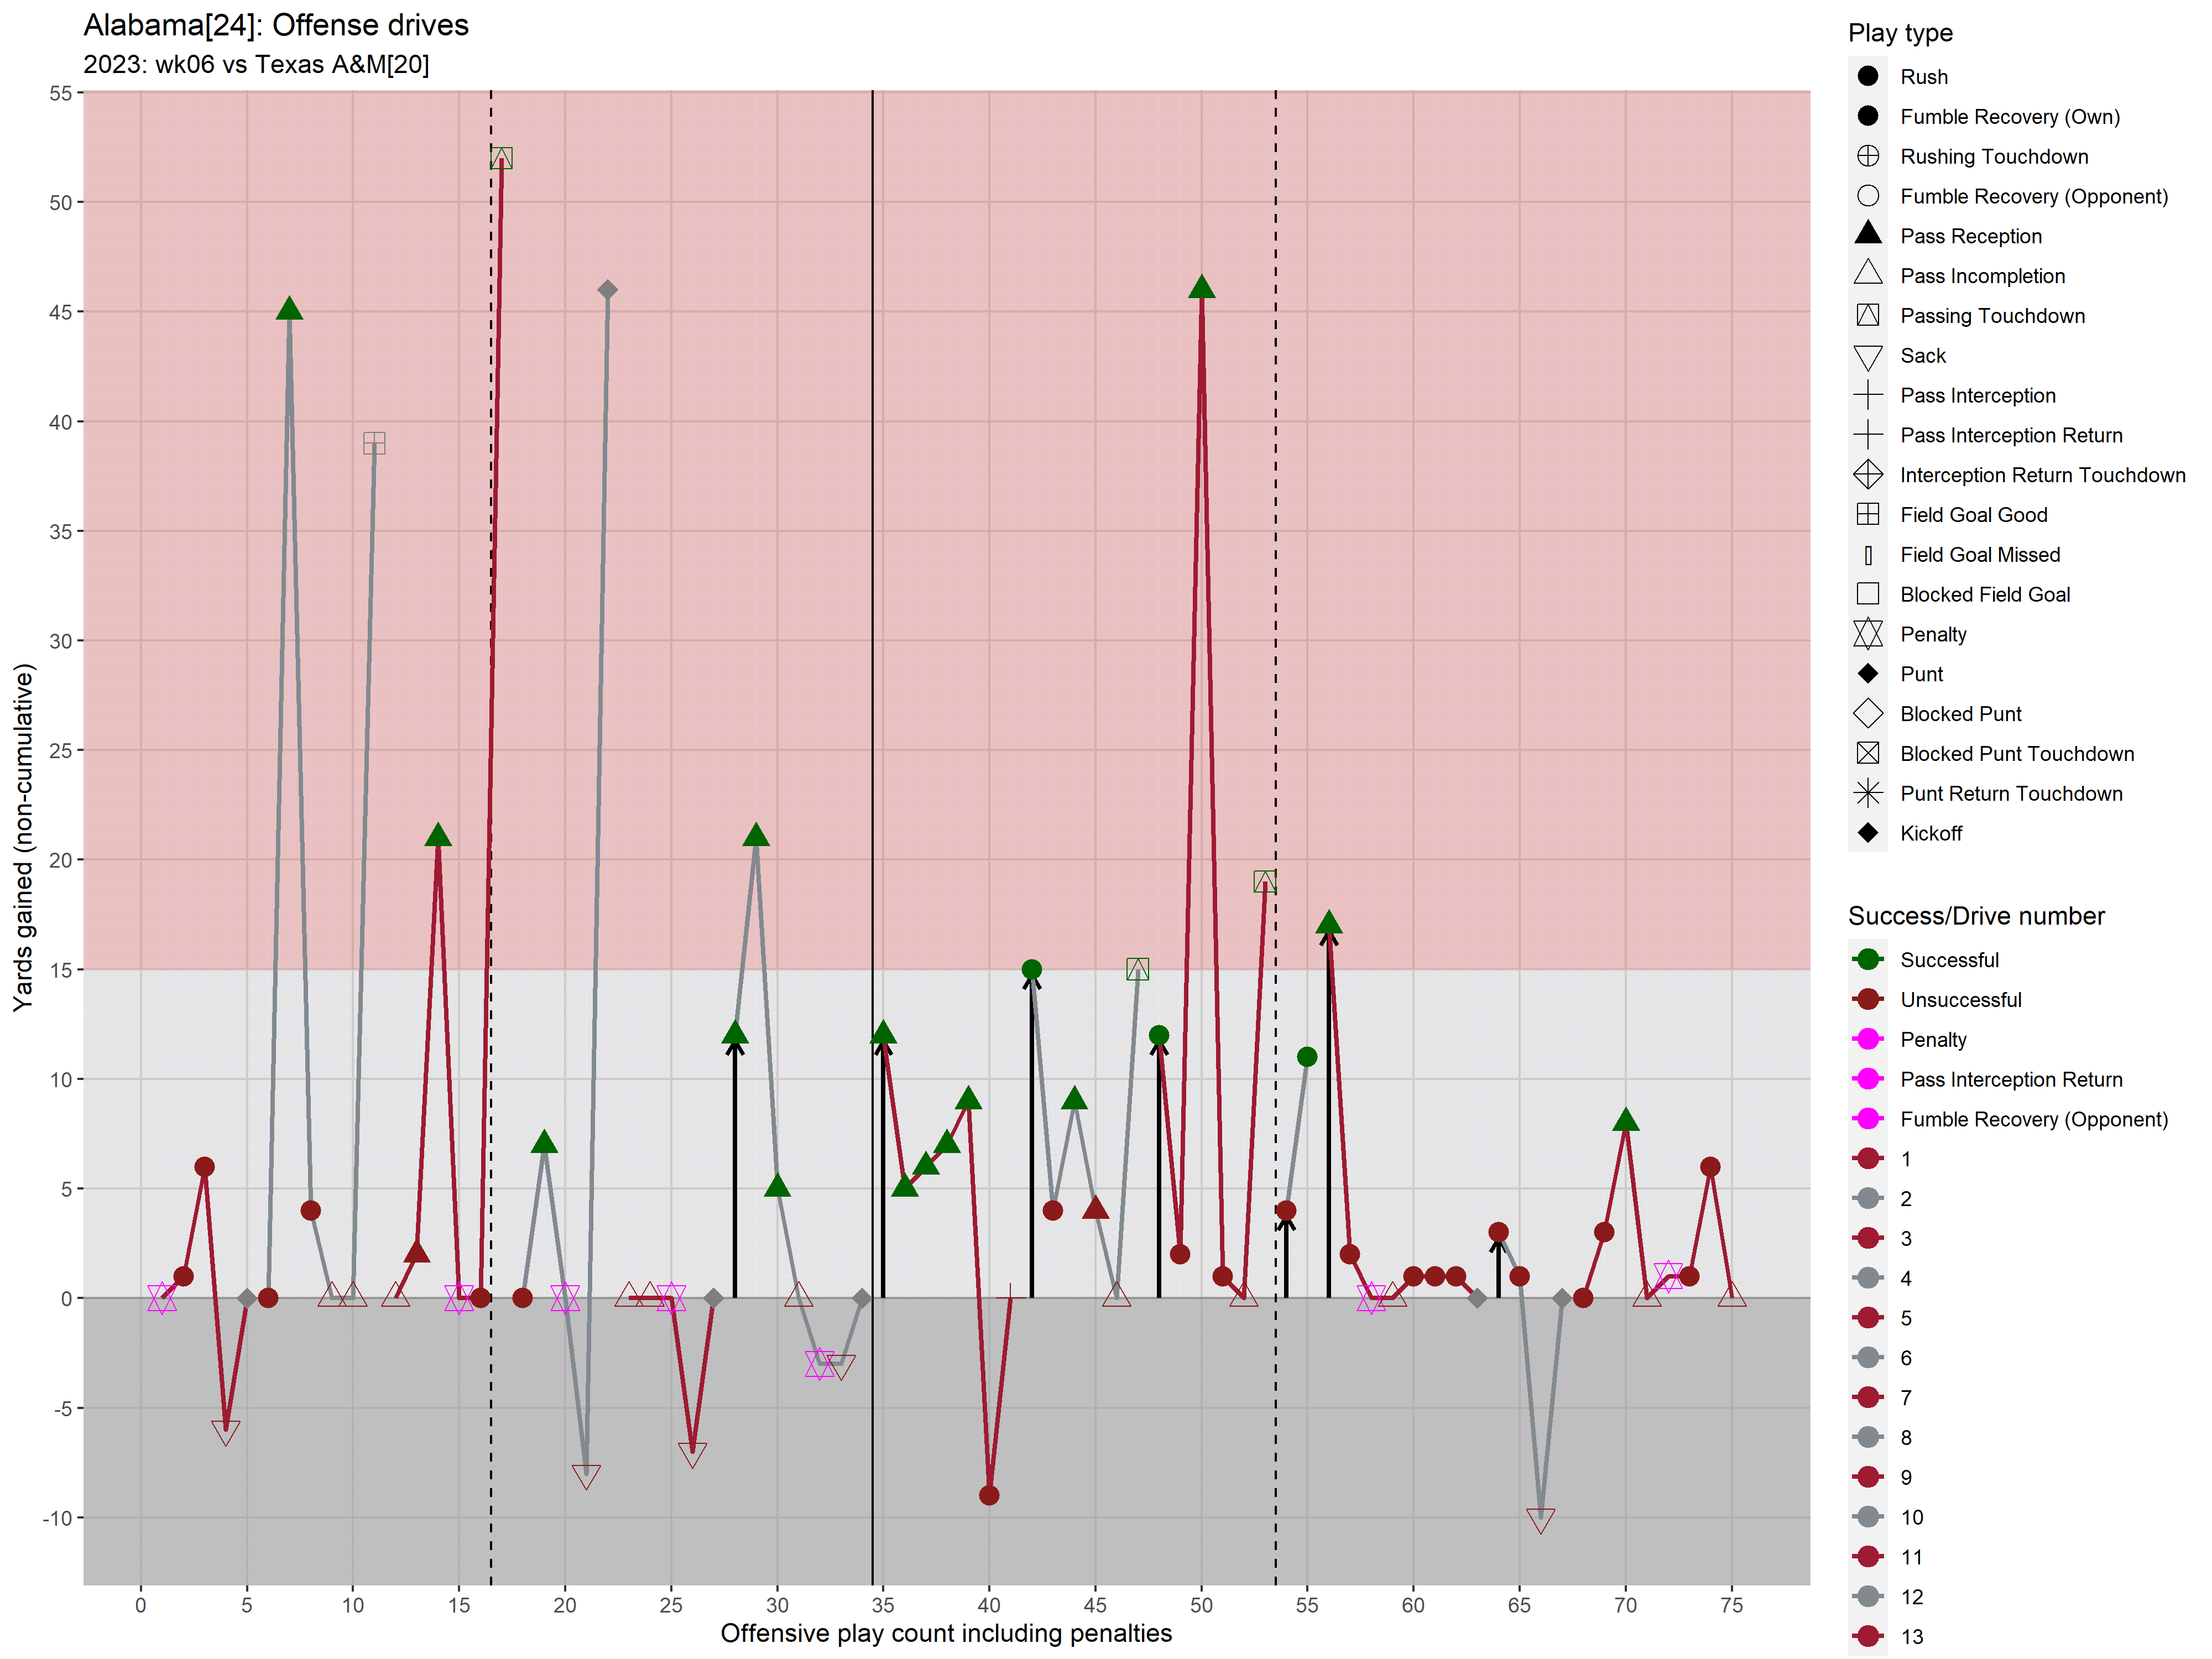 Alabama[24]: Offense drives
2023: wk06 vs Texas A&M[20]
Yards gained (non-cumulative)
55
50
45
40
35
30
25
20
15
10
5
0
-5
-10
0 5 10 15 20 25 30 35 40 45 50 55 60 65 70 75
Offensive play count including penalties
Play type
Rush
Fumble Recovery (Own)
Rushing Touchdown
Fumble Recovery (Opponent)
Pass Reception
Pass Incompletion
Passing Touchdown
Sack
Pass Interception
Pass Interception Return
Interception Return Touchdown
Field Goal Good
Field Goal Missed
Blocked Field Goal
Penalty
Punt
Blocked Punt
Blocked Punt Touchdown
Punt Return Touchdown
Kickoff
Success/Drive number
Successful
Unsuccessful
Penalty
Pass Interception Return
Fumble Recovery (Opponent)
1
2
3
4
5
6
7
8
9
10
11
12
13